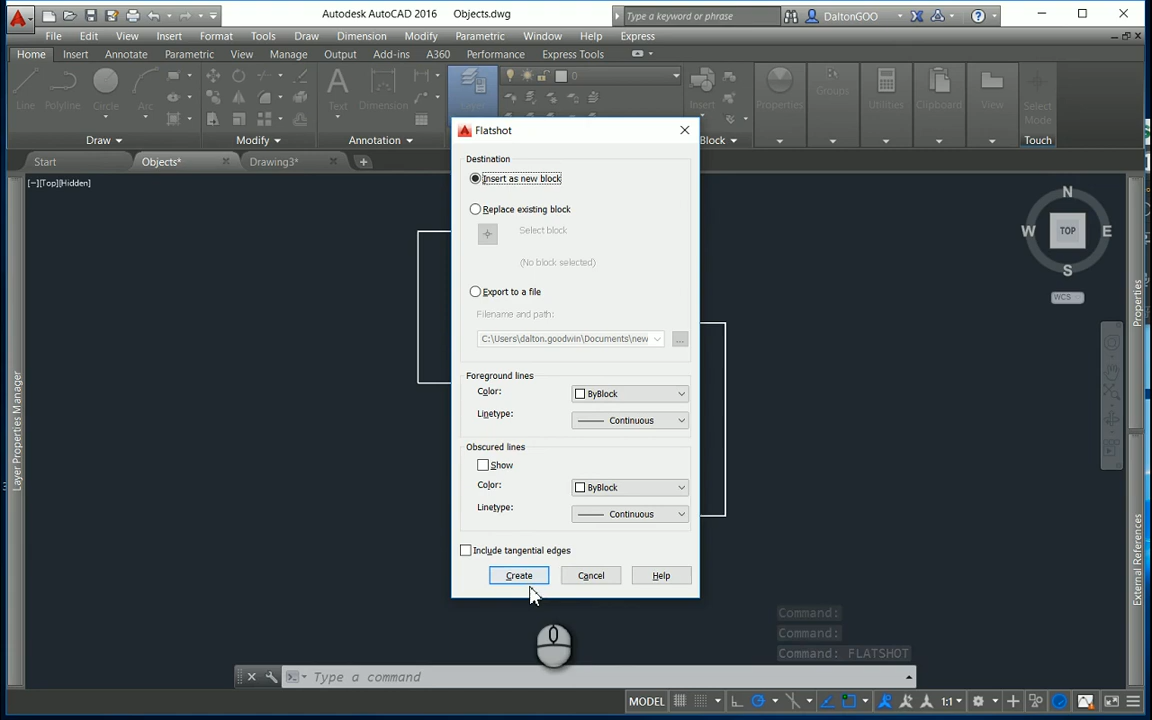 Autodesk AutoCAD 2016 Objects.dwg
Type a keyword or phrase
DaltonGOO
File Edit View Insert Format Tools Draw Dimension Modify Parametric Window Help Express
Home Insert Annotate Parametric View Manage Output Add-ins A360 Performance Express Tools
0
Line Polyline Circle Arc Text Dimension Insert Properties Groups Utilities Clipboard View Select
Mode
Draw Modify Annotation Block Touch
Start Objects* Drawing3*
[−][Top][Hidden]
Flatshot
Destination
Insert as new block
Replace existing block
Select block
(No block selected)
Export to a file
Filename and path:
C:\Users\dalton.goodwin\Documents\new
...
Foreground lines
Color: ByBlock
Linetype: Continuous
Obscured lines
Show
Color: ByBlock
Linetype: Continuous
Include tangential edges
Create Cancel Help
N
W TOP E
S
WCS
Layer Properties Manager
Properties
External References
Command:
Command:
Command: FLATSHOT
Type a command
MODEL 1:1